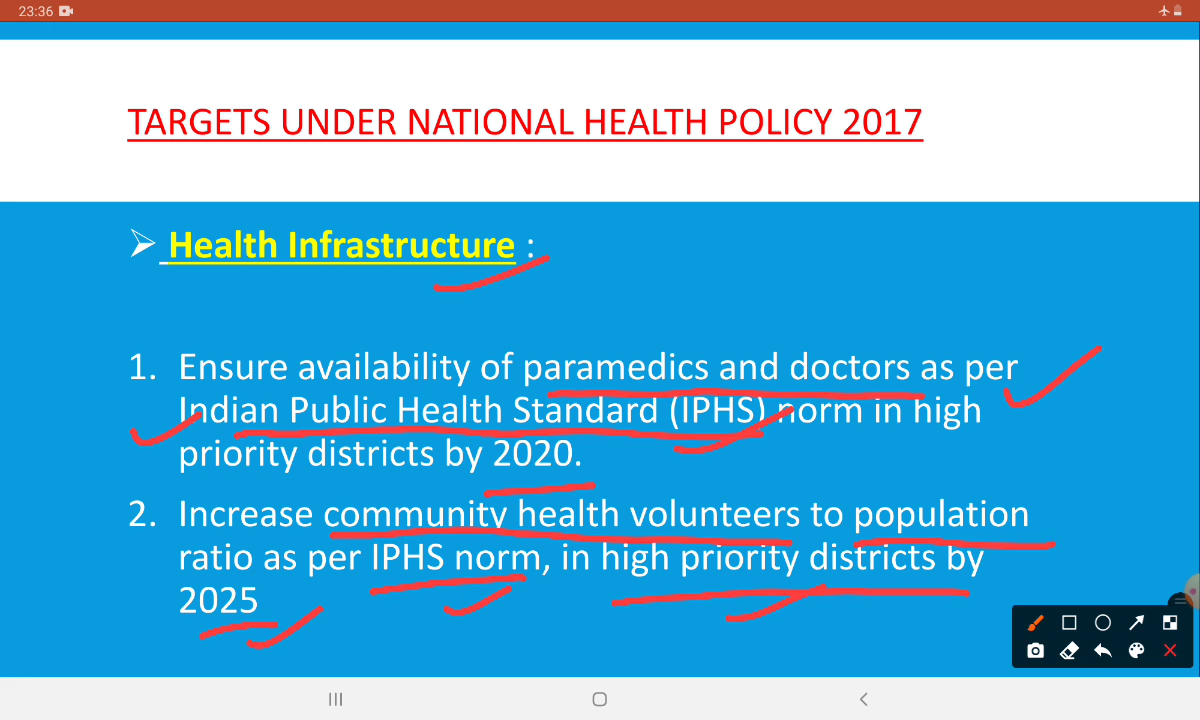 23:36
TARGETS UNDER NATIONAL HEALTH POLICY 2017
Health Infrastructure :
1. Ensure availability of paramedics and doctors as per
Indian Public Health Standard (IPHS) norm in high
priority districts by 2020.
2. Increase community health volunteers to population
ratio as per IPHS norm, in high priority districts by
2025